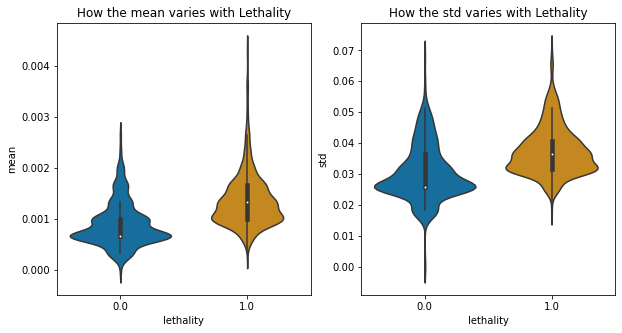 How the mean varies with Lethality
mean
0.004
0.003
0.002
0.001
0.000
0.0 1.0
lethality
How the std varies with Lethality
std
0.07
0.06
0.05
0.04
0.03
0.02
0.01
0.00
0.0 1.0
lethality